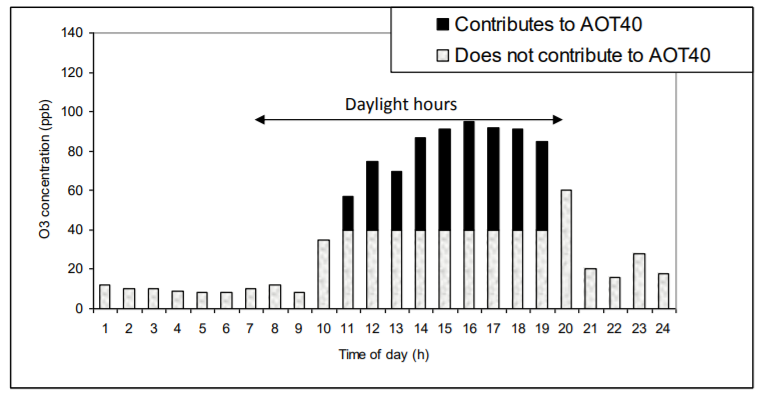 Contributes to AOT40
Does not contribute to AOT40
Daylight hours
O3 concentration (ppb)
140
120
100
80
60
40
20
0
1 2 3 4 5 6 7 8 9 10 11 12 13 14 15 16 17 18 19 20 21 22 23 24
Time of day (h)